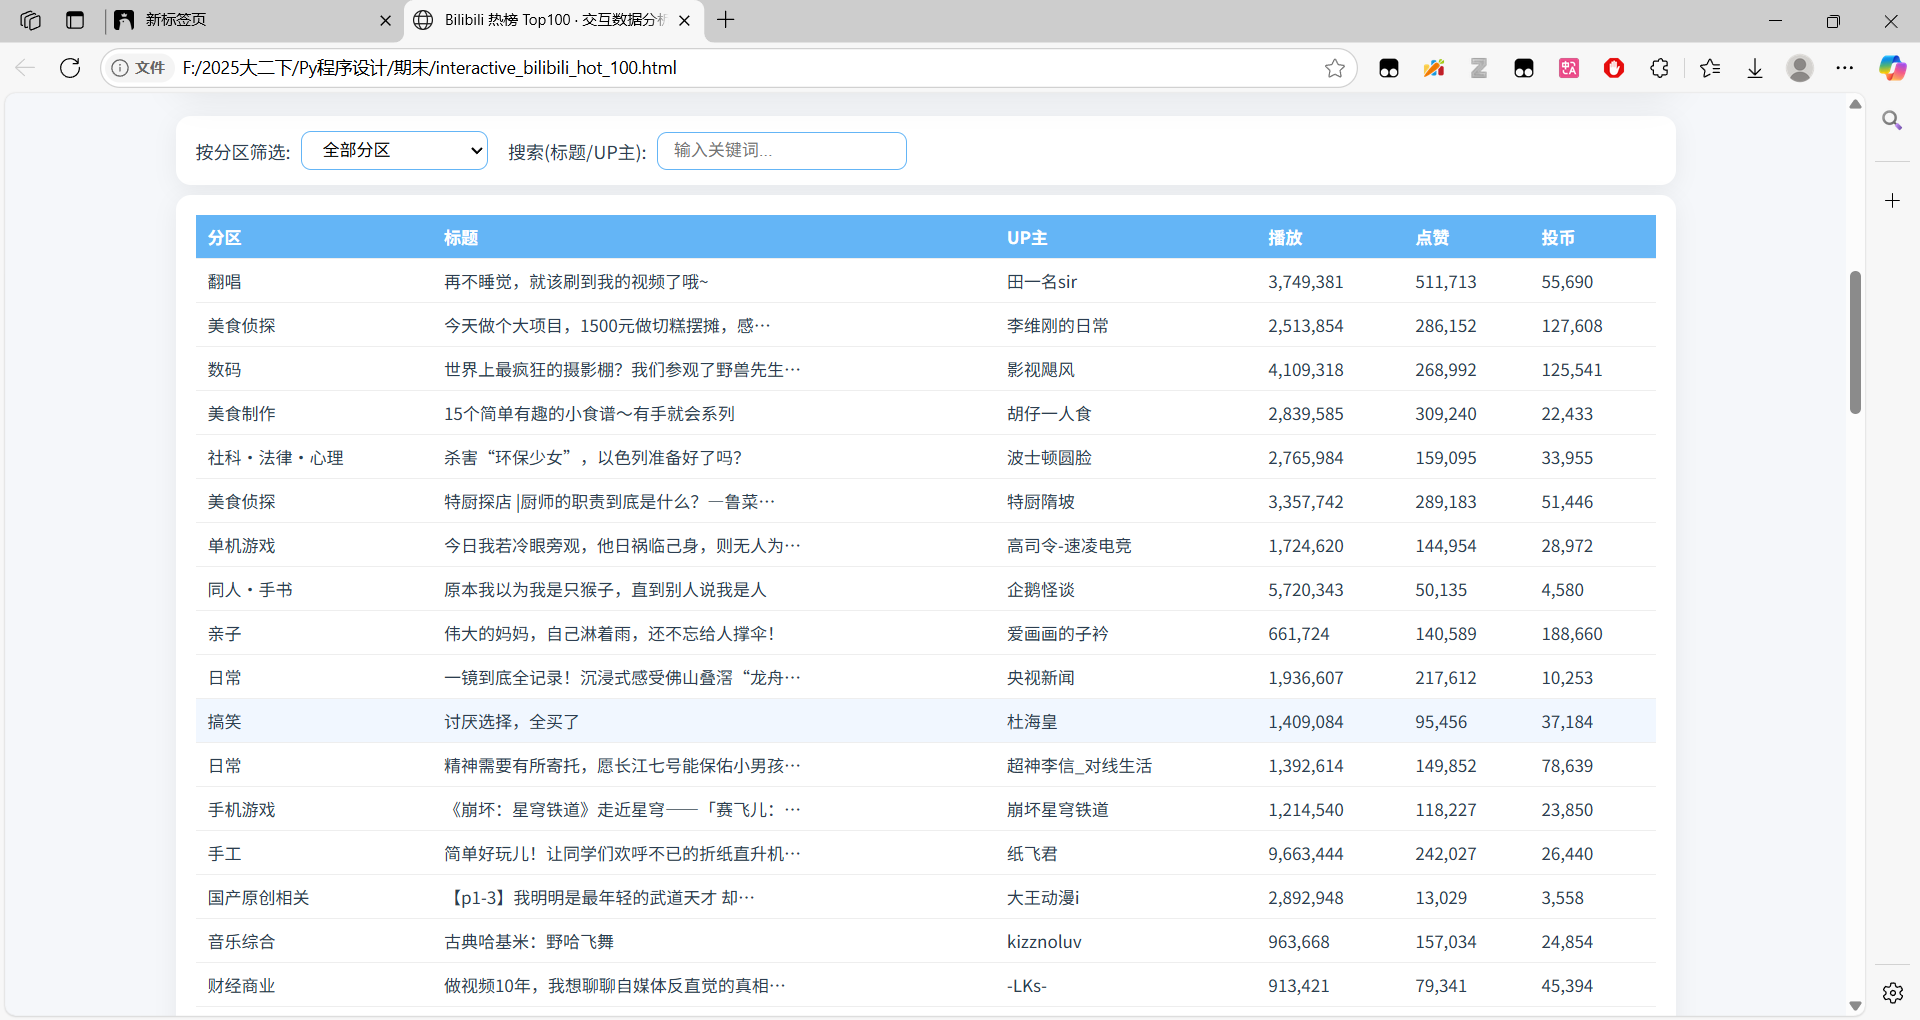 新标签页
Bilibili 热榜 Top100 · 交互数据分析
文件 F:/2025大二下/Py程序设计/期末/interactive_bilibili_hot_100.html
按分区筛选: 全部分区 搜索(标题/UP主): 输入关键词...
分区 标题 UP主 播放 点赞 投币
翻唱 再不睡觉，就该刷到我的视频了哦~ 田一名sir 3,749,381 511,713 55,690
美食侦探 今天做个大项目，1500元做切糕摆摊，感… 李维刚的日常 2,513,854 286,152 127,608
数码 世界上最疯狂的摄影棚？我们参观了野兽先生… 影视飓风 4,109,318 268,992 125,541
美食制作 15个简单有趣的小食谱～有手就会系列 胡仔一人食 2,839,585 309,240 22,433
社科·法律·心理 杀害“环保少女”，以色列准备好了吗？ 波士顿圆脸 2,765,984 159,095 33,955
美食侦探 特厨探店 |厨师的职责到底是什么？—鲁菜… 特厨隋坡 3,357,742 289,183 51,446
单机游戏 今日我若冷眼旁观，他日祸临己身，则无人为… 高司令-速凌电竞 1,724,620 144,954 28,972
同人·手书 原本我以为我是只猴子，直到别人说我是人 企鹅怪谈 5,720,343 50,135 4,580
亲子 伟大的妈妈，自己淋着雨，还不忘给人撑伞！ 爱画画的子衿 661,724 140,589 188,660
日常 一镜到底全记录！沉浸式感受佛山叠滘“龙舟… 央视新闻 1,936,607 217,612 10,253
搞笑 讨厌选择，全买了 杜海皇 1,409,084 95,456 37,184
日常 精神需要有所寄托，愿长江七号能保佑小男孩… 超神李信_对线生活 1,392,614 149,852 78,639
手机游戏 《崩坏：星穹铁道》走近星穹——「赛飞儿：… 崩坏星穹铁道 1,214,540 118,227 23,850
手工 简单好玩儿！让同学们欢呼不已的折纸直升机… 纸飞君 9,663,444 242,027 26,440
国产原创相关 【p1-3】我明明是最年轻的武道天才 却… 大王动漫i 2,892,948 13,029 3,558
音乐综合 古典哈基米：野哈飞舞 kizznoluv 963,668 157,034 24,854
财经商业 做视频10年，我想聊聊自媒体反直觉的真相… -LKs- 913,421 79,341 45,394